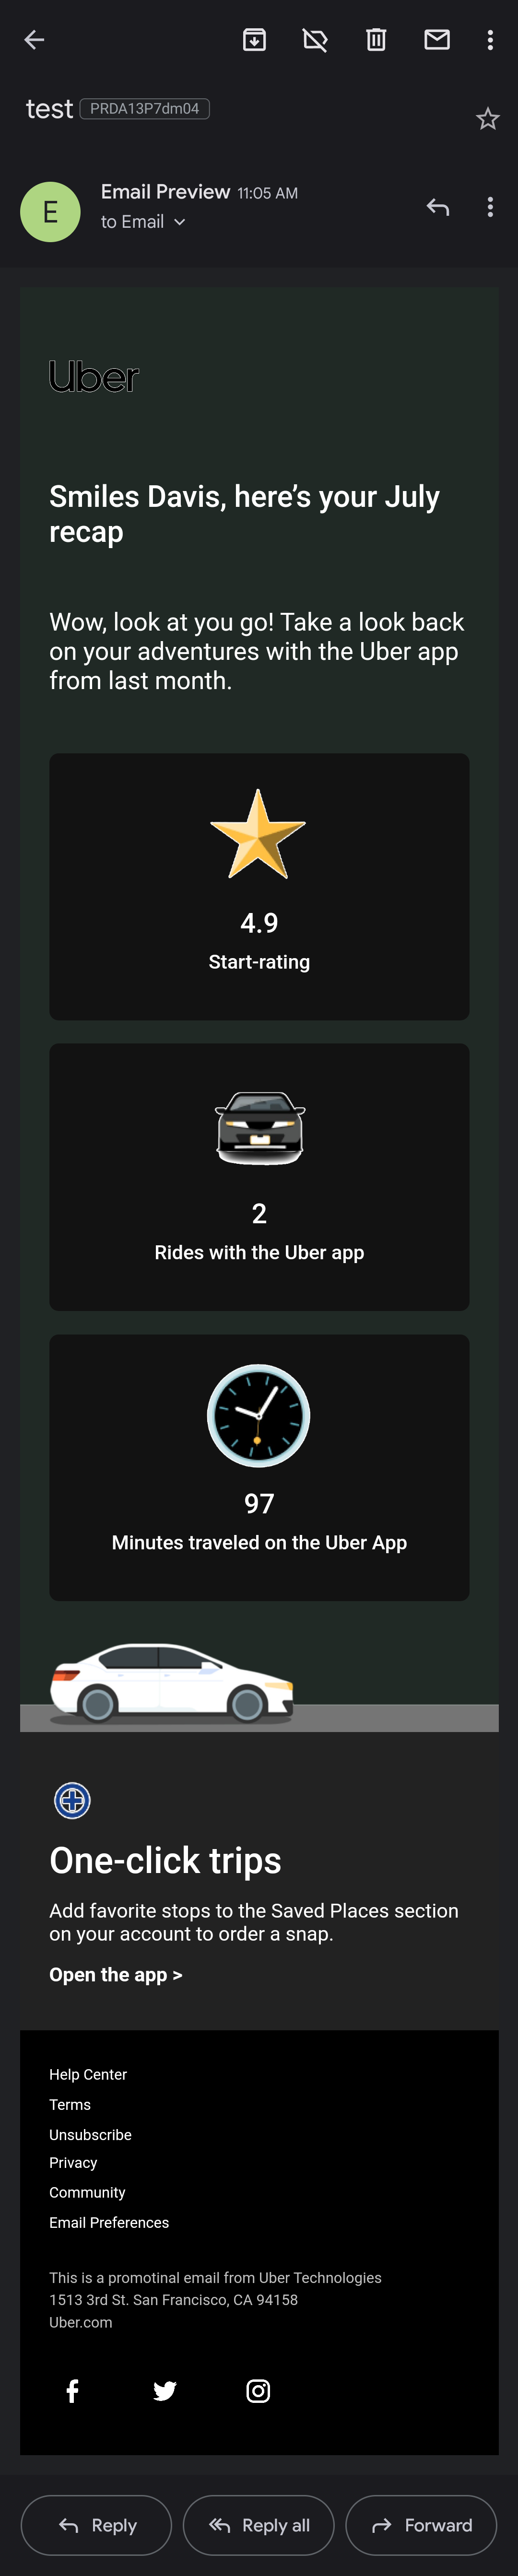 test PRDA13P7dm04
E
Email Preview 11:05 AM
to Email
Uber
Smiles Davis, here’s your July
recap
Wow, look at you go! Take a look back
on your adventures with the Uber app
from last month.
4.9
Start-rating
2
Rides with the Uber app
97
Minutes traveled on the Uber App
One-click trips
Add favorite stops to the Saved Places section
on your account to order a snap.
Open the app >
Help Center
Terms
Unsubscribe
Privacy
Community
Email Preferences
This is a promotinal email from Uber Technologies
1513 3rd St. San Francisco, CA 94158
Uber.com
Reply
Reply all
Forward